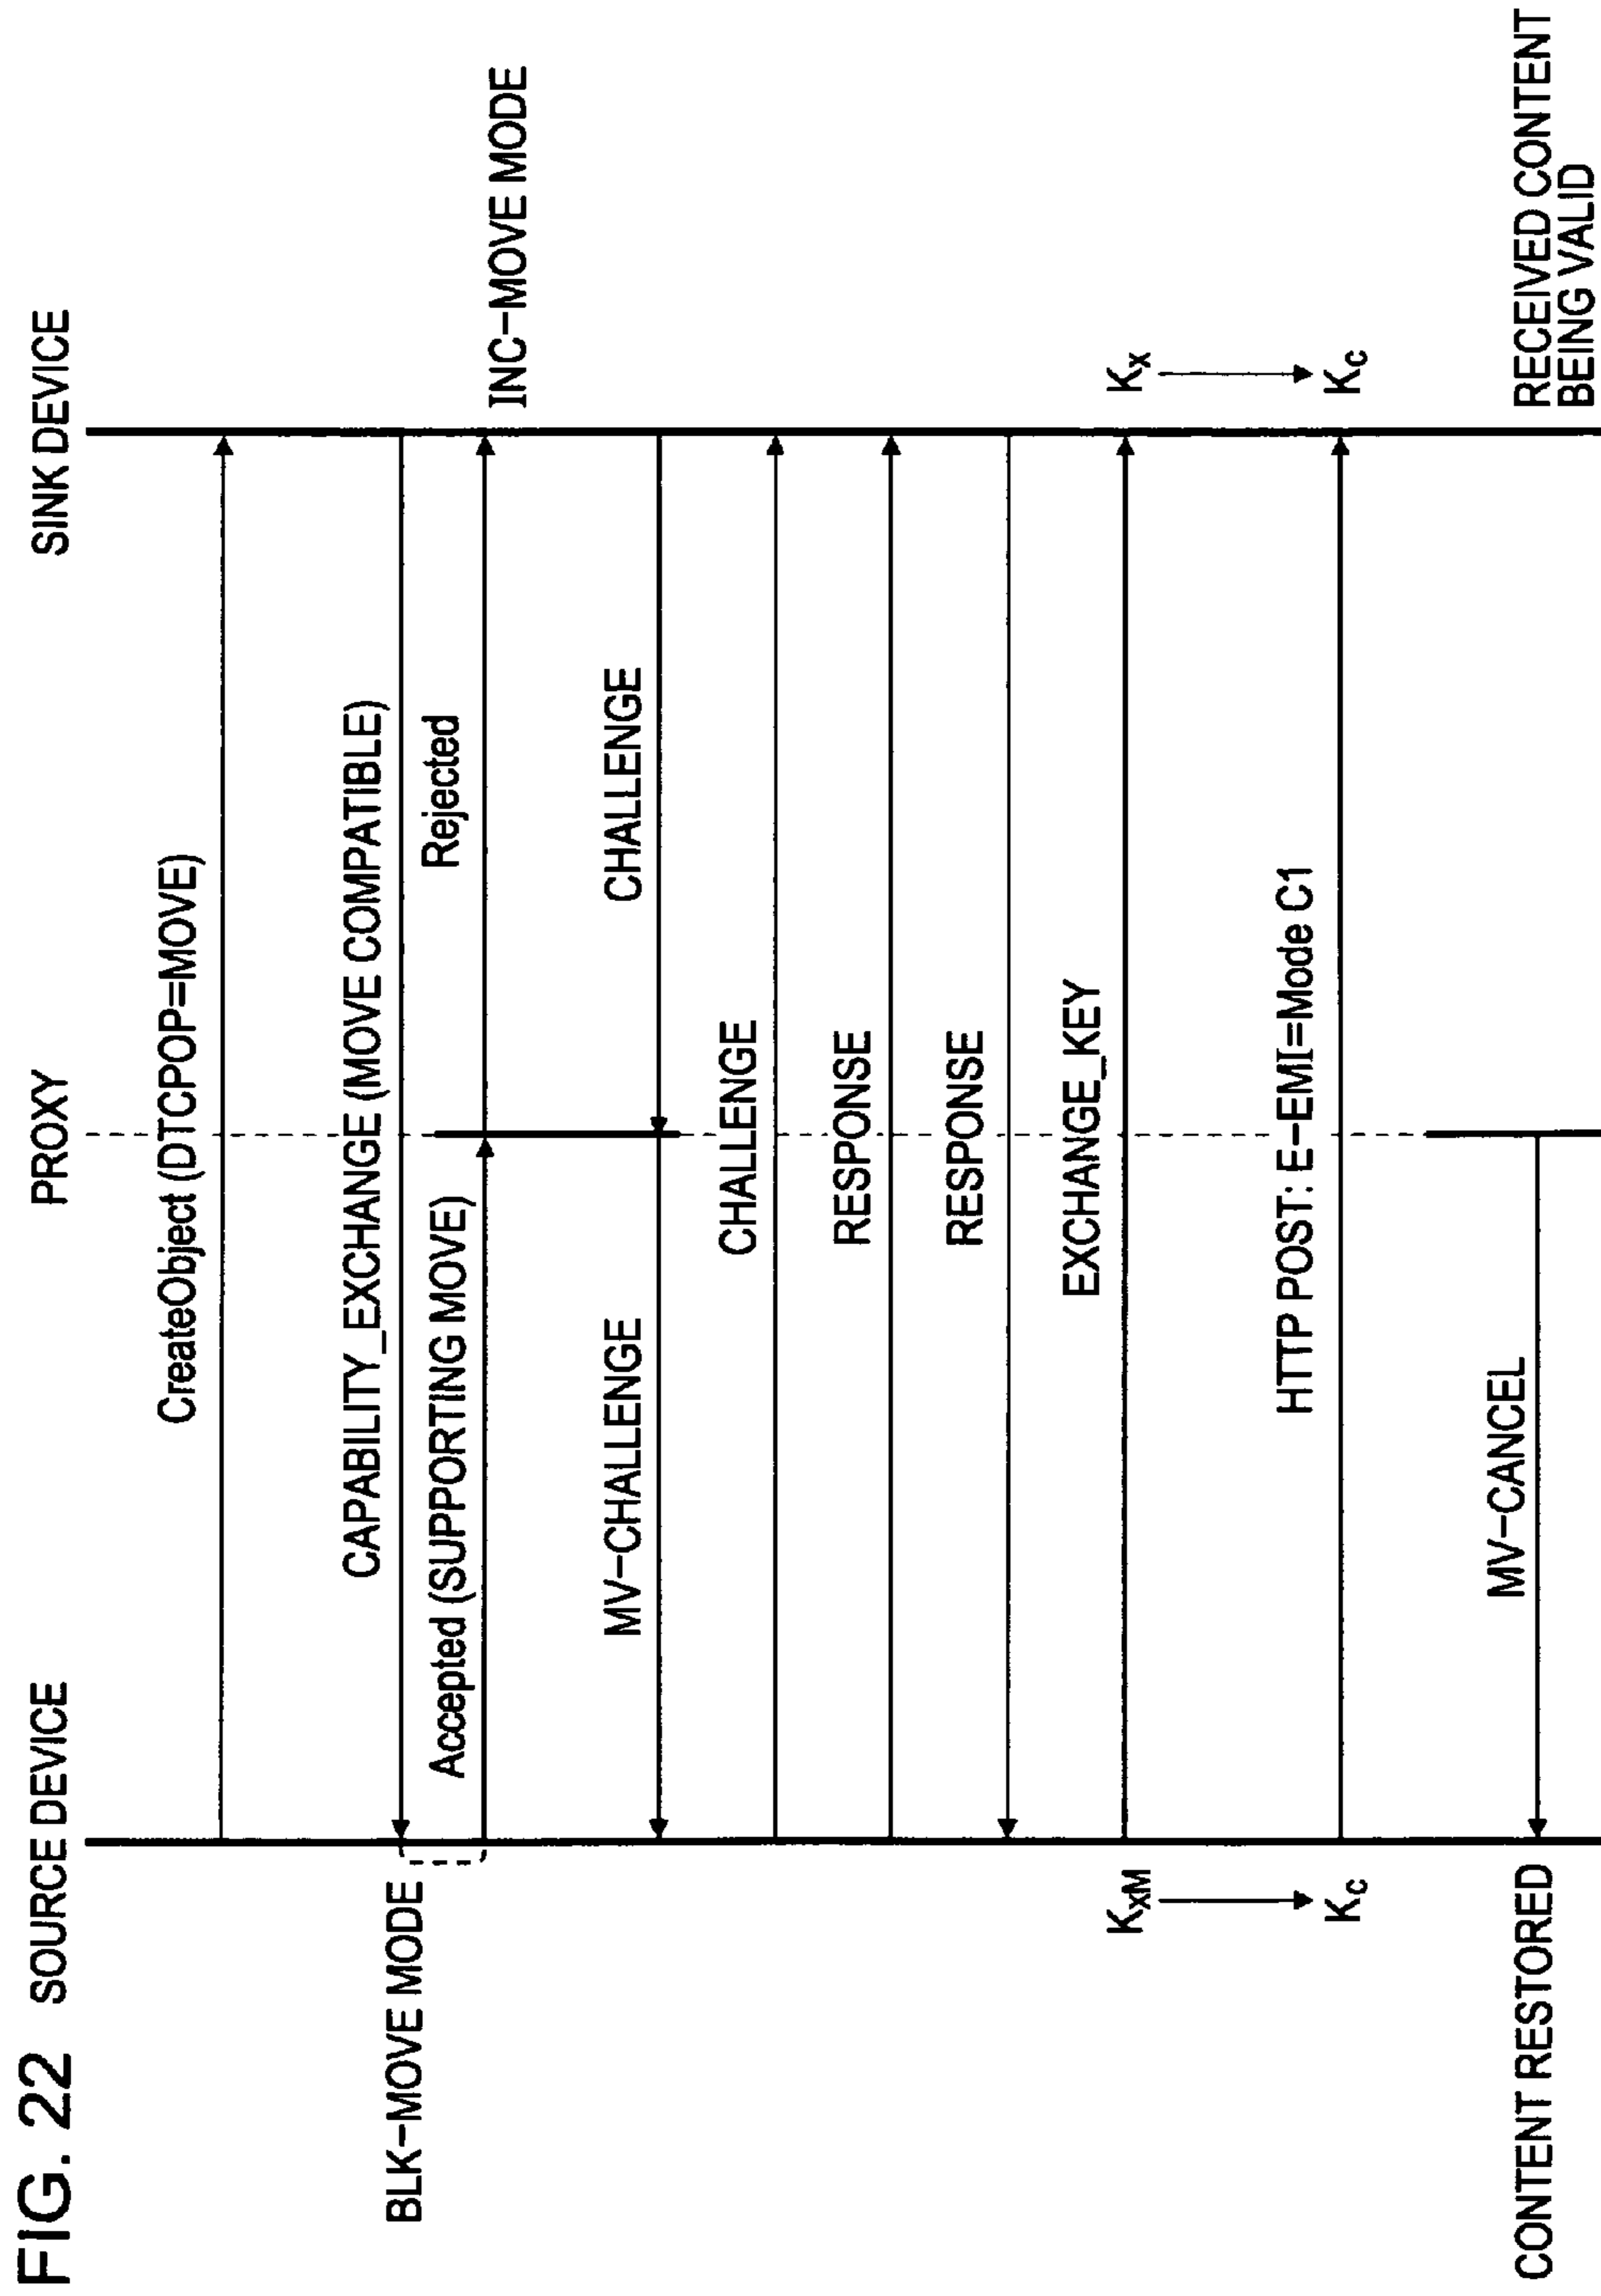 FIG. 22
SOURCE DEVICE
PROXY
SINK DEVICE
CreateObject (DTCPOP=MOVE)
CAPABILITY_EXCHANGE (MOVE COMPATIBLE)
BLK-MOVE MODE
Accepted (SUPPORTING MOVE)
Rejected
INC-MOVE MODE
MV-CHALLENGE
CHALLENGE
CHALLENGE
RESPONSE
RESPONSE
EXCHANGE_KEY
KXM
KX
HTTP POST: E-EMI=Mode C1
Kc
Kc
MV-CANCEL
CONTENT RESTORED
RECEIVED CONTENT
BEING VALID